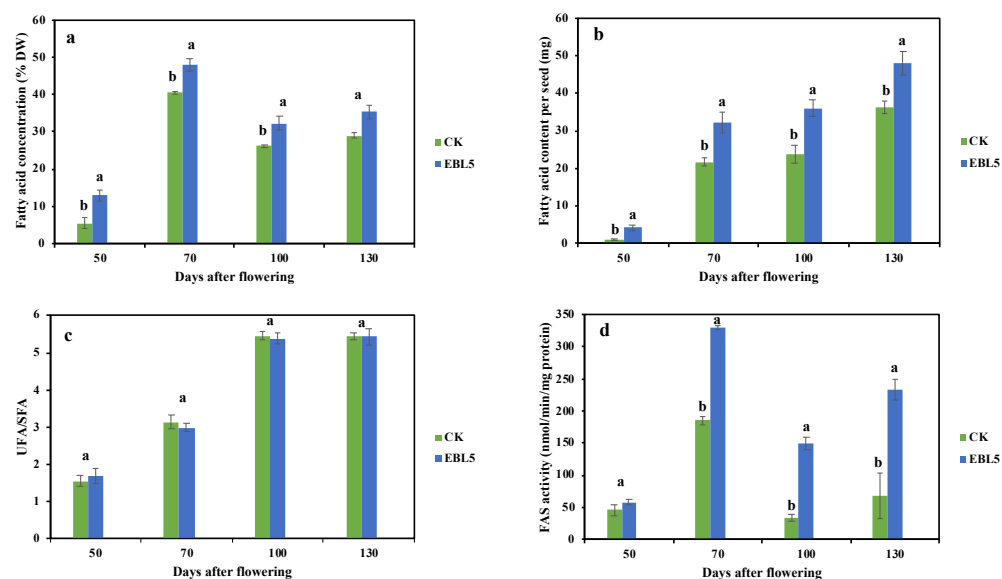 a
Fatty acid concentration (% DW)
60
50
40
30
20
10
0
b a
b a
b a
a
50 70 100 130
Days after flowering
CK
EBL5
b
Fatty acid content per seed (mg)
60
50
40
30
20
10
0
b a
b a
b a
b a
50 70 100 130
Days after flowering
CK
EBL5
c
UFA/SFA
6
5
4
3
2
1
0
a a a a
50 70 100 130
Days after flowering
CK
EBL5
d
FAS activity (nmol/min/mg protein)
350
300
250
200
150
100
50
0
a
b a
b a
b a
50 70 100 130
Days after flowering
CK
EBL5